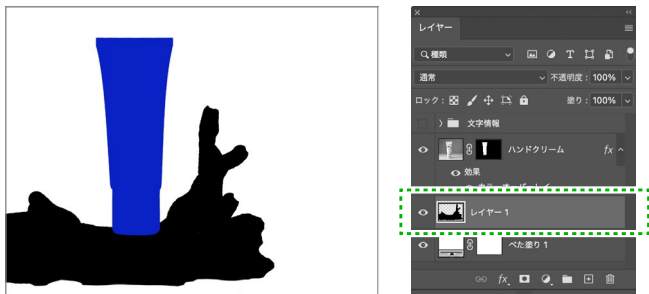 レイヤー
種類
T
通常
不透明度: 100%
ロック:
塗り: 100%
文字情報
ハンドクリーム fx
効果
レイヤー 1
べた塗り 1
fx